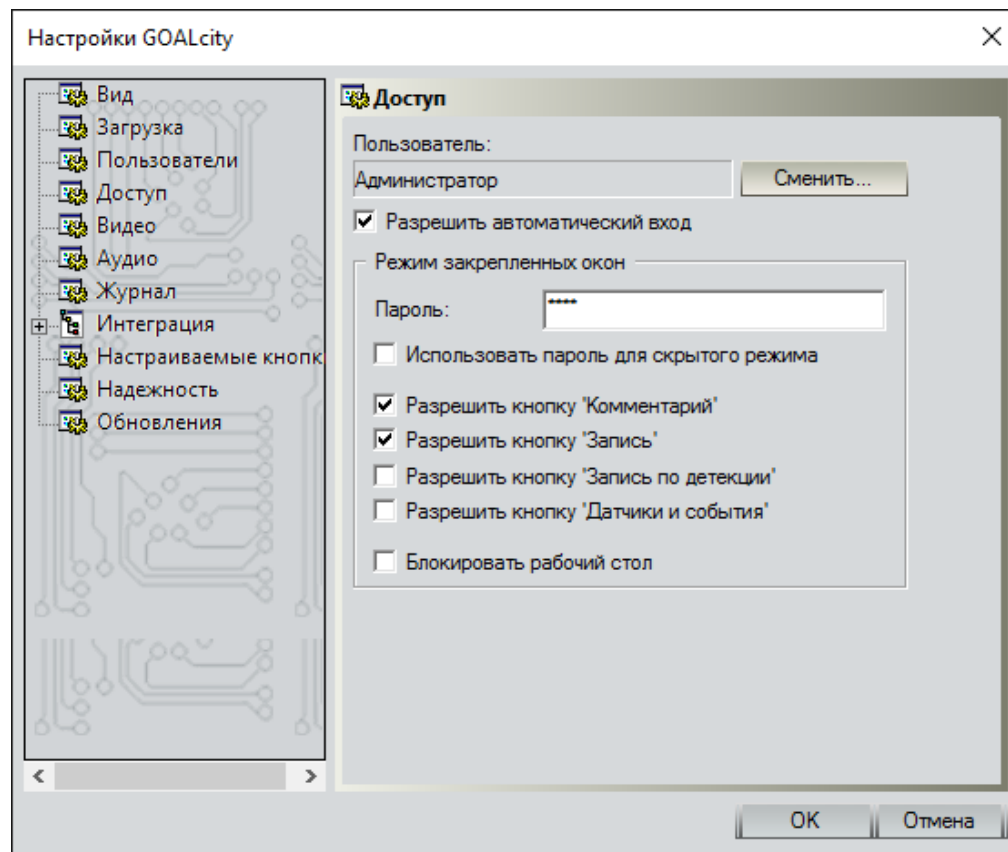 Настройки GOALcity
Вид
Загрузка
Пользователи
Доступ
Видео
Аудио
Журнал
Интеграция
Настраиваемые кнопк
Надежность
Обновления
Доступ
Пользователь:
Администратор
Сменить...
Разрешить автоматический вход
Режим закрепленных окон
Пароль:
****
Использовать пароль для скрытого режима
Разрешить кнопку 'Комментарий'
Разрешить кнопку 'Запись'
Разрешить кнопку 'Запись по детекции'
Разрешить кнопку 'Датчики и события'
Блокировать рабочий стол
OK
Отмена